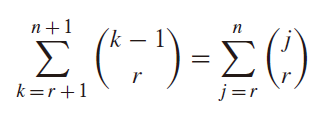 \sum_{k=r+1}^{n+1} \binom{k-1}{r} = \sum_{j=r}^{n} \binom{j}{r}